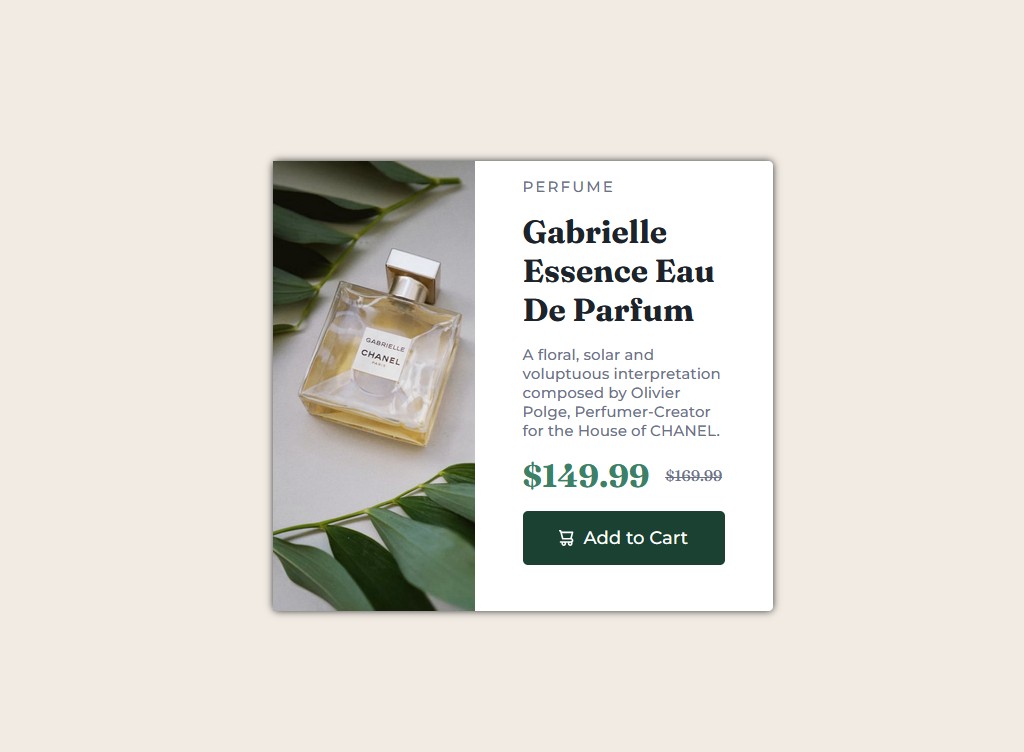 PERFUME
Gabrielle
Essence Eau
De Parfum
A floral, solar and
voluptuous interpretation
composed by Olivier
Polge, Perfumer-Creator
for the House of CHANEL.
$149.99 $169.99
Add to Cart
GABRIELLE
CHANEL
PARIS